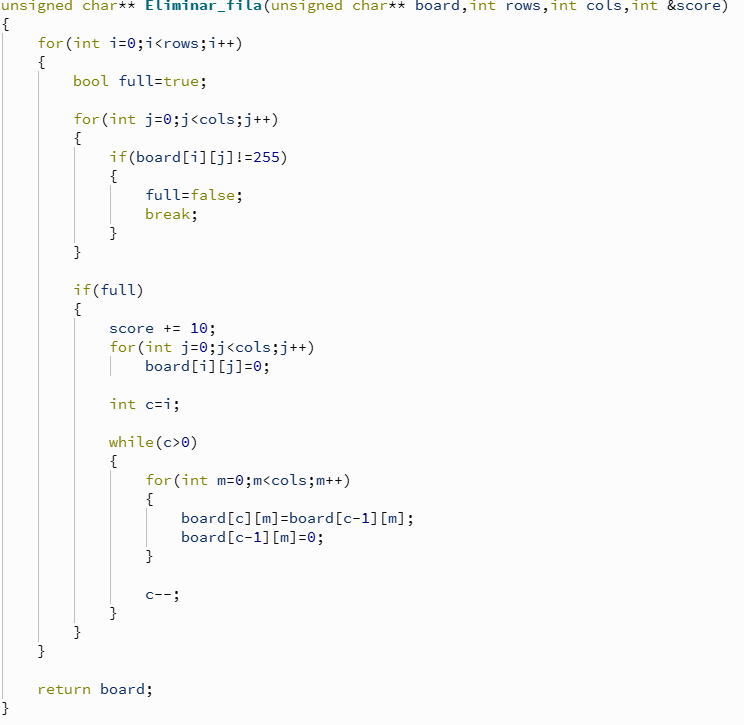 unsigned char** Eliminar_fila(unsigned char** board,int rows,int cols,int &score)
{
    for(int i=0;i<rows;i++)
    {
        bool full=true;

        for(int j=0;j<cols;j++)
        {
            if(board[i][j]!=255)
            {
                full=false;
                break;
            }
        }

        if(full)
        {
            score += 10;
            for(int j=0;j<cols;j++)
                board[i][j]=0;

            int c=i;

            while(c>0)
            {
                for(int m=0;m<cols;m++)
                {
                    board[c][m]=board[c-1][m];
                    board[c-1][m]=0;
                }

                c--;
            }
        }
    }

    return board;
}